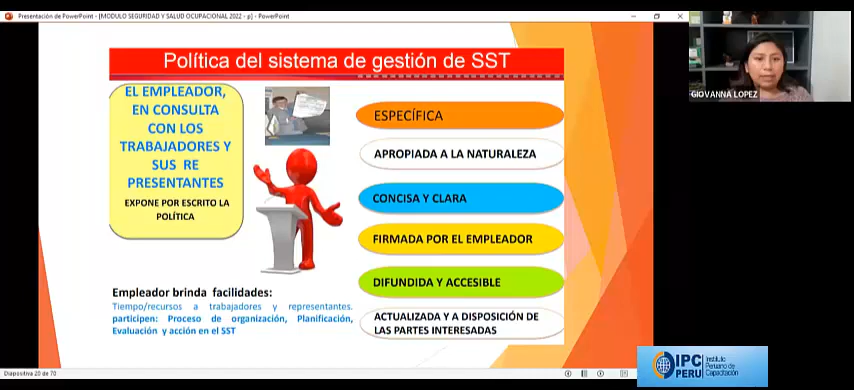 Presentación de PowerPoint - [MODULO SEGURIDAD Y SALUD OCUPACIONAL 2022 - p] - PowerPoint
Política del sistema de gestión de SST
EL EMPLEADOR,
EN CONSULTA
CON LOS
TRABAJADORES Y
SUS RE
PRESENTANTES
EXPONE POR ESCRITO LA
POLÍTICA
ESPECÍFICA
APROPIADA A LA NATURALEZA
CONCISA Y CLARA
FIRMADA POR EL EMPLEADOR
DIFUNDIDA Y ACCESIBLE
ACTUALIZADA Y A DISPOSICIÓN DE
LAS PARTES INTERESADAS
Empleador brinda facilidades:
Tiempo/recursos a trabajadores y representantes.
participen: Proceso de organización, Planificación,
Evaluación y acción en el SST
Diapositiva 20 de 70
GIOVANNA LOPEZ
IPC
PERU
Instituto
Peruano de
Capacitación